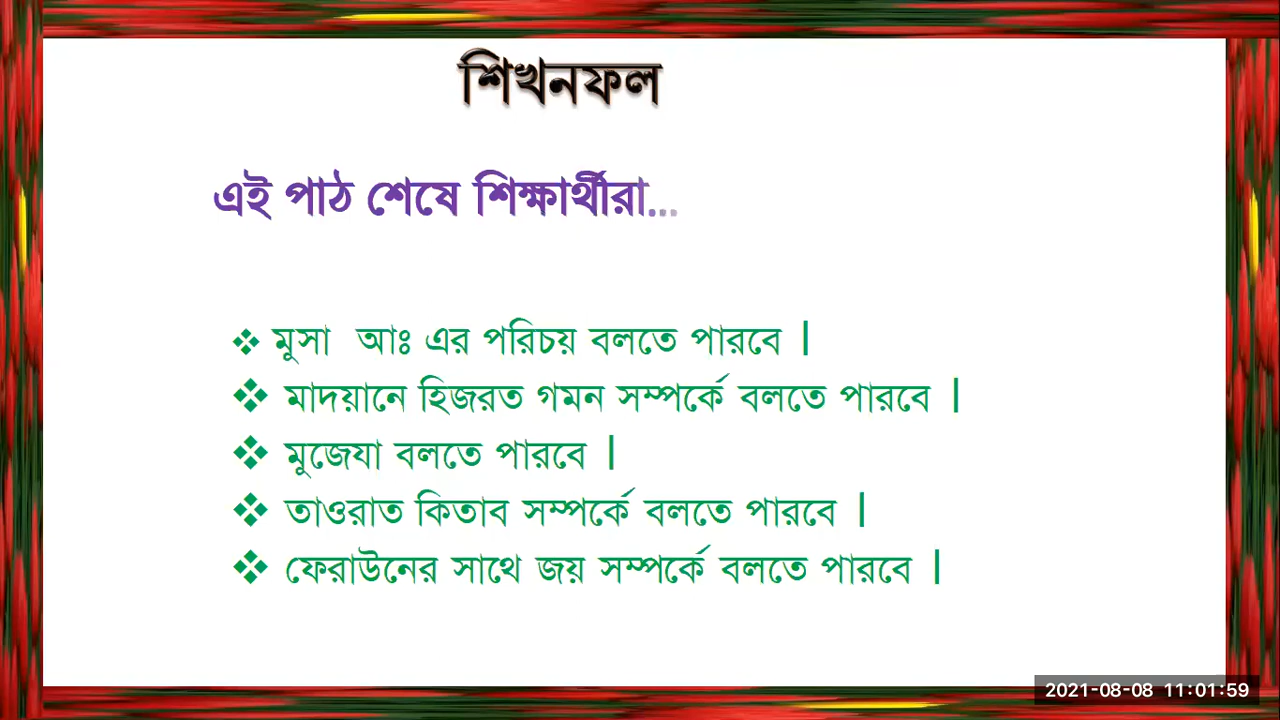 শিখনফল
এই পাঠ শেষে শিক্ষার্থীরা...
❖ মুসা আঃ এর পরিচয় বলতে পারবে |
❖ মাদয়ানে হিজরত গমন সম্পর্কে বলতে পারবে |
❖ মুজেযা বলতে পারবে |
❖ তাওরাত কিতাব সম্পর্কে বলতে পারবে |
❖ ফেরাউনের সাথে জয় সম্পর্কে বলতে পারবে |
2021-08-08 11:01:59